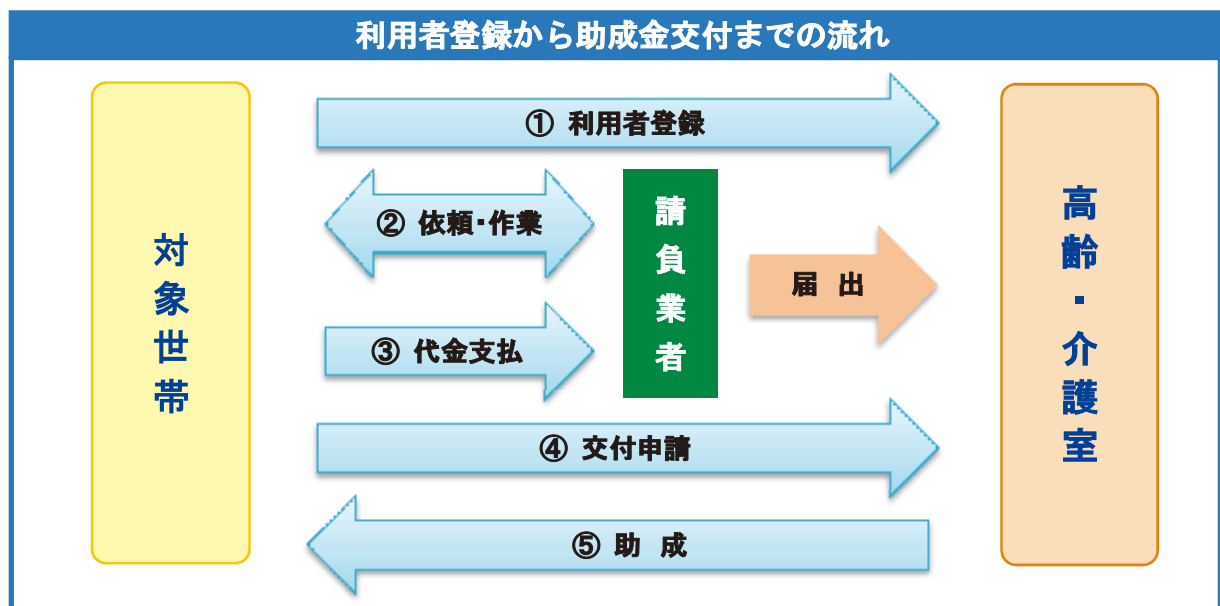 利用者登録から助成金交付までの流れ
対象世帯
① 利用者登録
② 依頼・作業
③ 代金支払
請負業者
届 出
④ 交付申請
⑤ 助 成
高齢・介護室